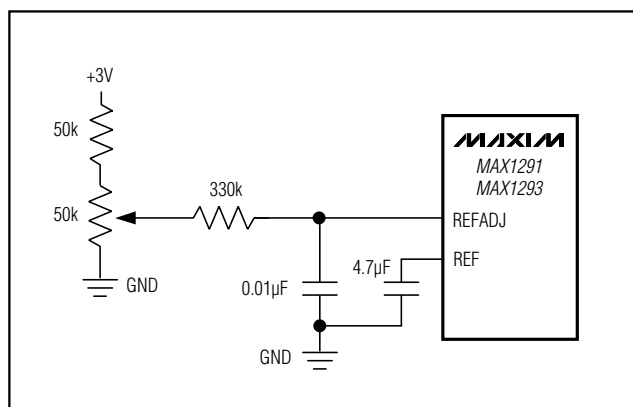 +3V
50k
50k
GND
330k
0.01µF
4.7µF
GND
MAXIM
MAX1291
MAX1293
REFADJ
REF